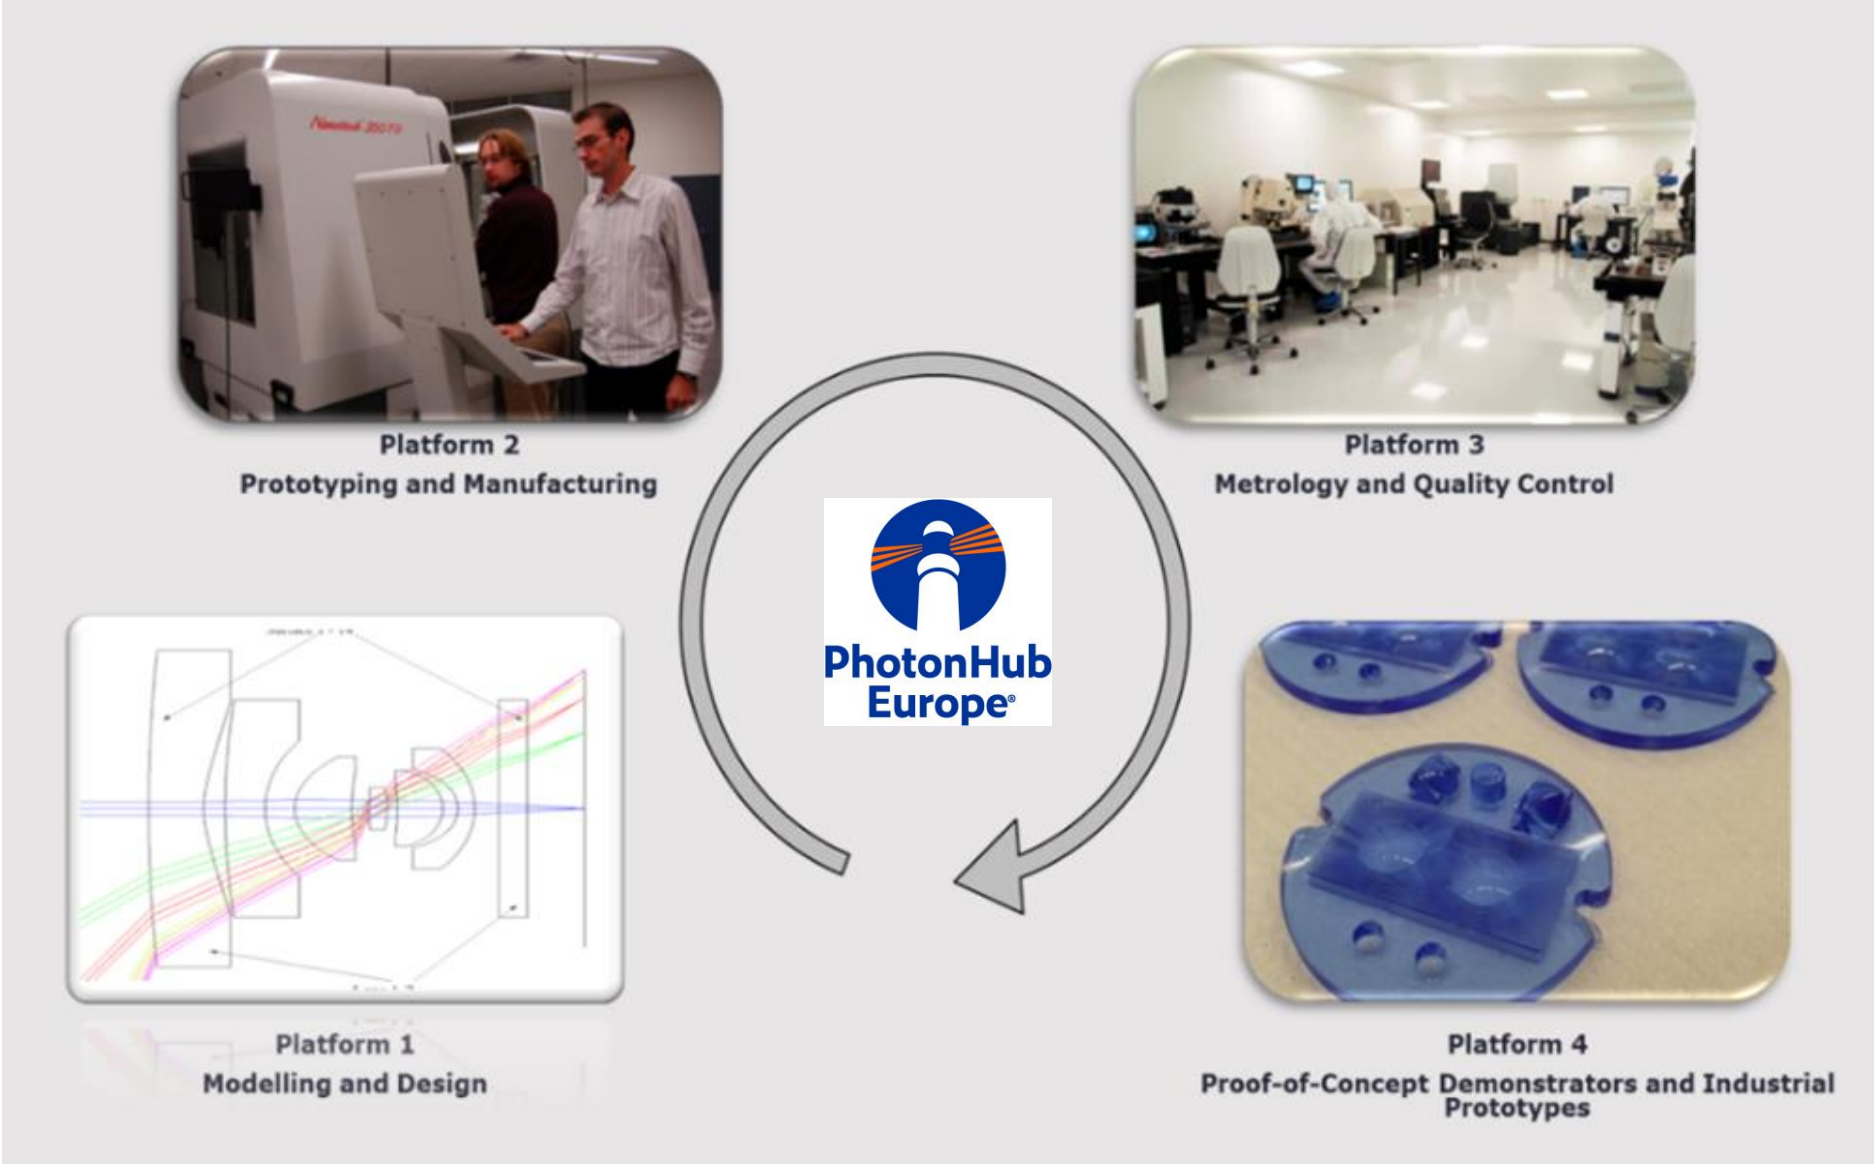 Platform 2
Prototyping and Manufacturing
Platform 3
Metrology and Quality Control
PhotonHub
Europe®
Platform 1
Modelling and Design
Platform 4
Proof-of-Concept Demonstrators and Industrial
Prototypes